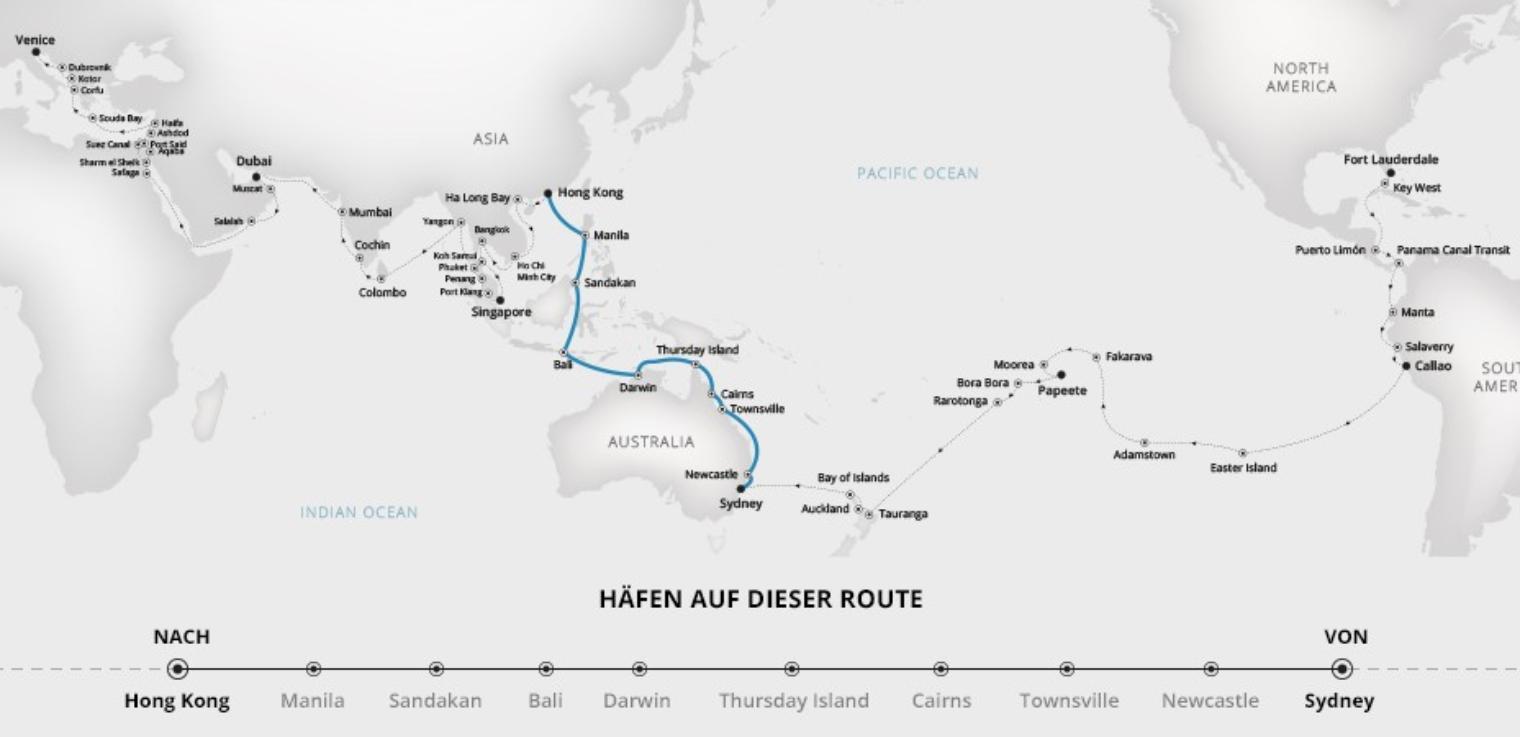 Venice
Dubrovnik
Kotor
Corfu
Souda Bay
Haifa
Ashdod
Suez Canal
Port Said
Aqaba
Sharm el Sheik
Safaga
Dubai
Muscat
Salalah
Mumbai
Cochin
Colombo
ASIA
Ha Long Bay
Hong Kong
Yangon
Bangkok
Manila
Koh Samui
Phuket
Penang
Port Klang
Ho Chi
Minh City
Singapore
Sandakan
Bali
Thursday Island
Darwin
Cairns
Townsville
AUSTRALIA
Newcastle
Sydney
INDIAN OCEAN
PACIFIC OCEAN
NORTH
AMERICA
Fort Lauderdale
Key West
Puerto Limón
Panama Canal Transit
Manta
Salaverry
Callao
SOUT
AMER
Moorea
Fakarava
Bora Bora
Papeete
Rarotonga
Adamstown
Easter Island
Bay of Islands
Auckland
Tauranga
HÄFEN AUF DIESER ROUTE
NACH
VON
Hong Kong Manila Sandakan Bali Darwin Thursday Island Cairns Townsville Newcastle Sydney